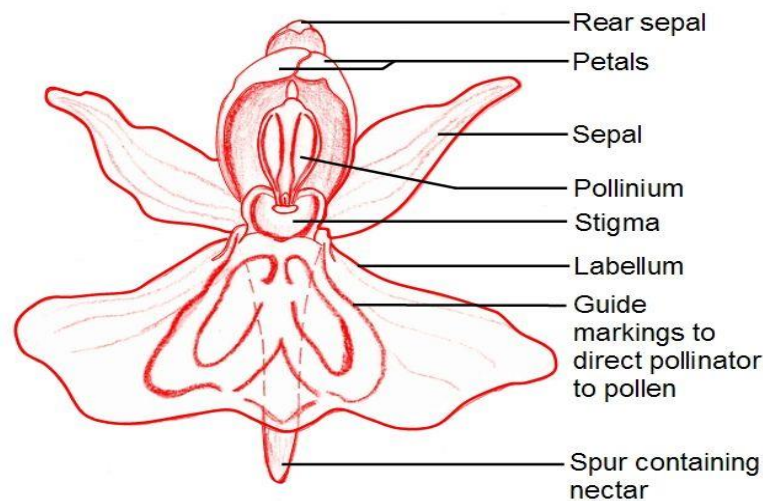 Rear sepal
Petals
Sepal
Pollinium
Stigma
Labellum
Guide
markings to
direct pollinator
to pollen
Spur containing
nectar